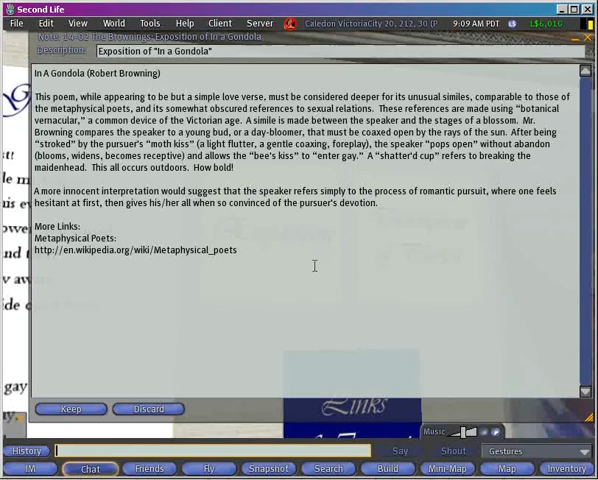 Second Life
File Edit View World Tools Help Client Server Caledon VictoriaCity 20, 212, 30 (P 9:09 AM PDT L$6,010
Note: 14-02 The Brownings: Exposition of In a Gondola
Description: Exposition of "In a Gondola"
In A Gondola (Robert Browning)
This poem, while appearing to be but a simple love verse, must be considered deeper for its unusual similes, comparable to those of
the metaphysical poets, and its somewhat obscured references to sexual relations. These references are made using "botanical
vernacular," a common device of the Victorian age. A simile is made between the speaker and the stages of a blossom. Mr.
Browning compares the speaker to a young bud, or a day-bloomer, that must be coaxed open by the rays of the sun. After being
"stroked" by the pursuer's "moth kiss" (a light flutter, a gentle coaxing, foreplay), the speaker "pops open" without abandon
(blooms, widens, becomes receptive) and allows the "bee's kiss" to "enter gay." A "shatter'd cup" refers to breaking the
maidenhead. This all occurs outdoors. How bold!
A more innocent interpretation would suggest that the speaker refers simply to the process of romantic pursuit, where one feels
hesitant at first, then gives his/her all when so convinced of the pursuer's devotion.
More Links:
Metaphysical Poets:
http://en.wikipedia.org/wiki/Metaphysical_poets
gay
Links
Keep Discard
Music
History Say Shout Gestures
IM Chat Friends Fly Snapshot Search Build Mini-Map Map Inventory